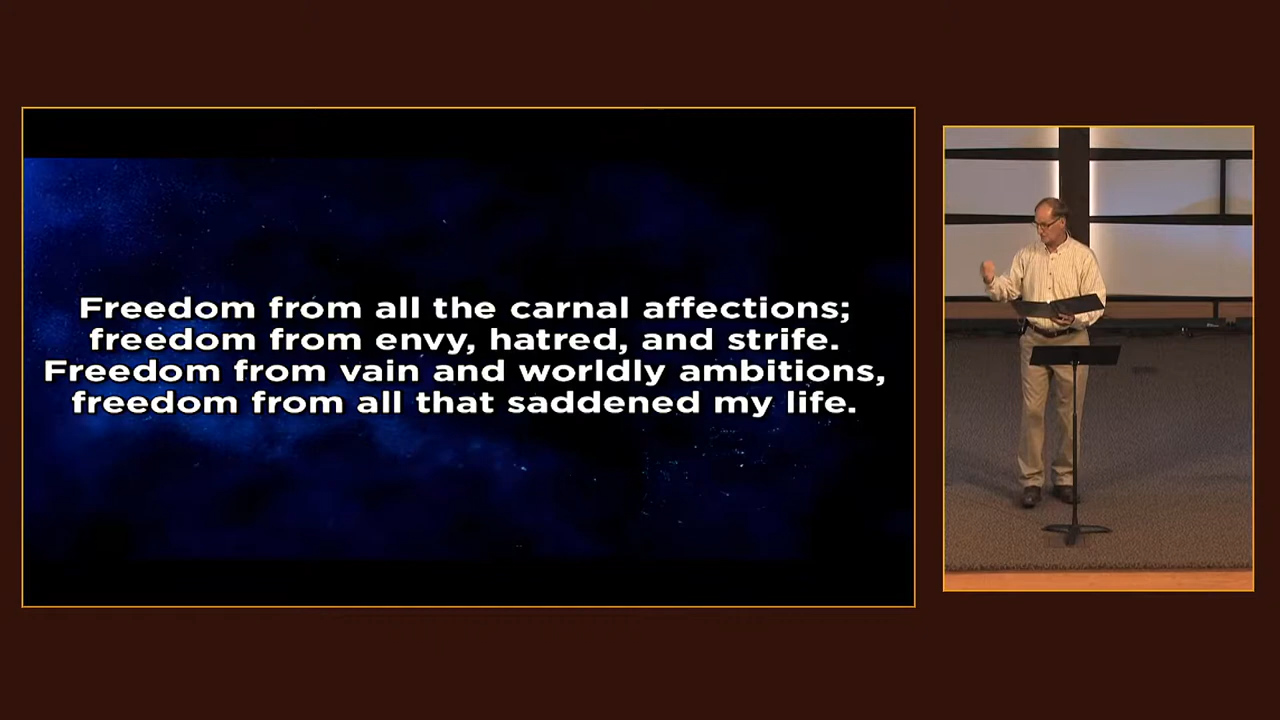 Freedom from all the carnal affections;
freedom from envy, hatred, and strife.
Freedom from vain and worldly ambitions,
freedom from all that saddened my life.